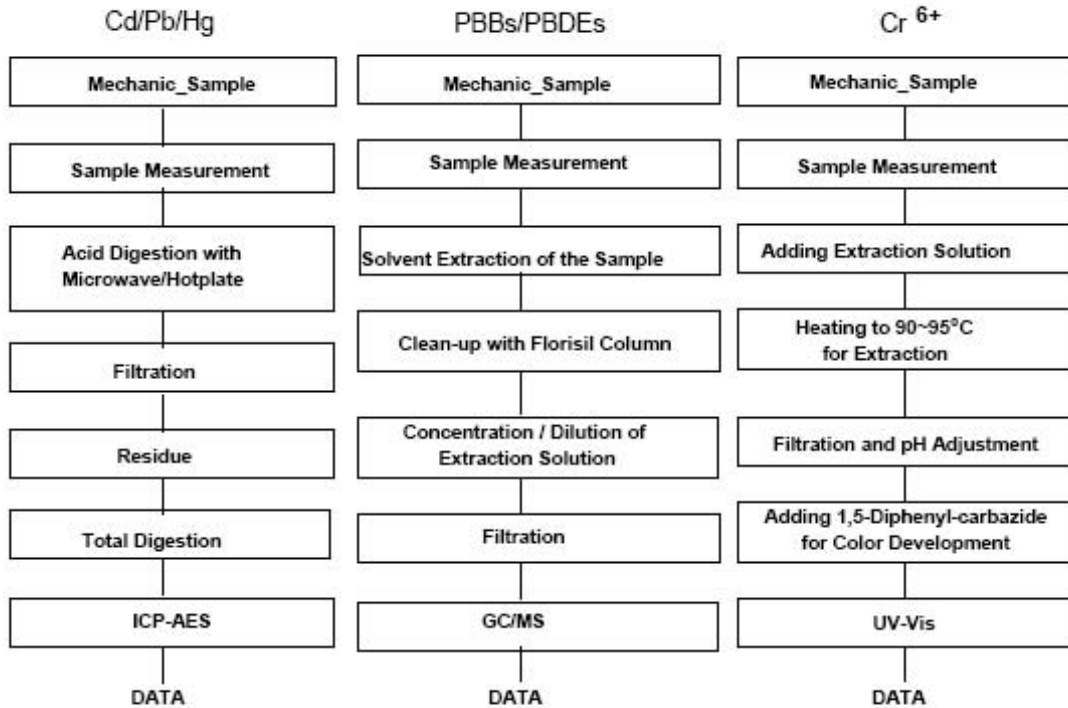 Cd/Pb/Hg
Mechanic_Sample
Sample Measurement
Acid Digestion with
Microwave/Hotplate
Filtration
Residue
Total Digestion
ICP-AES
DATA
PBBs/PBDEs
Mechanic_Sample
Sample Measurement
Solvent Extraction of the Sample
Clean-up with Florisil Column
Concentration / Dilution of
Extraction Solution
Filtration
GC/MS
DATA
Cr 6+
Mechanic_Sample
Sample Measurement
Adding Extraction Solution
Heating to 90~95°C
for Extraction
Filtration and pH Adjustment
Adding 1,5-Diphenyl-carbazide
for Color Development
UV-Vis
DATA